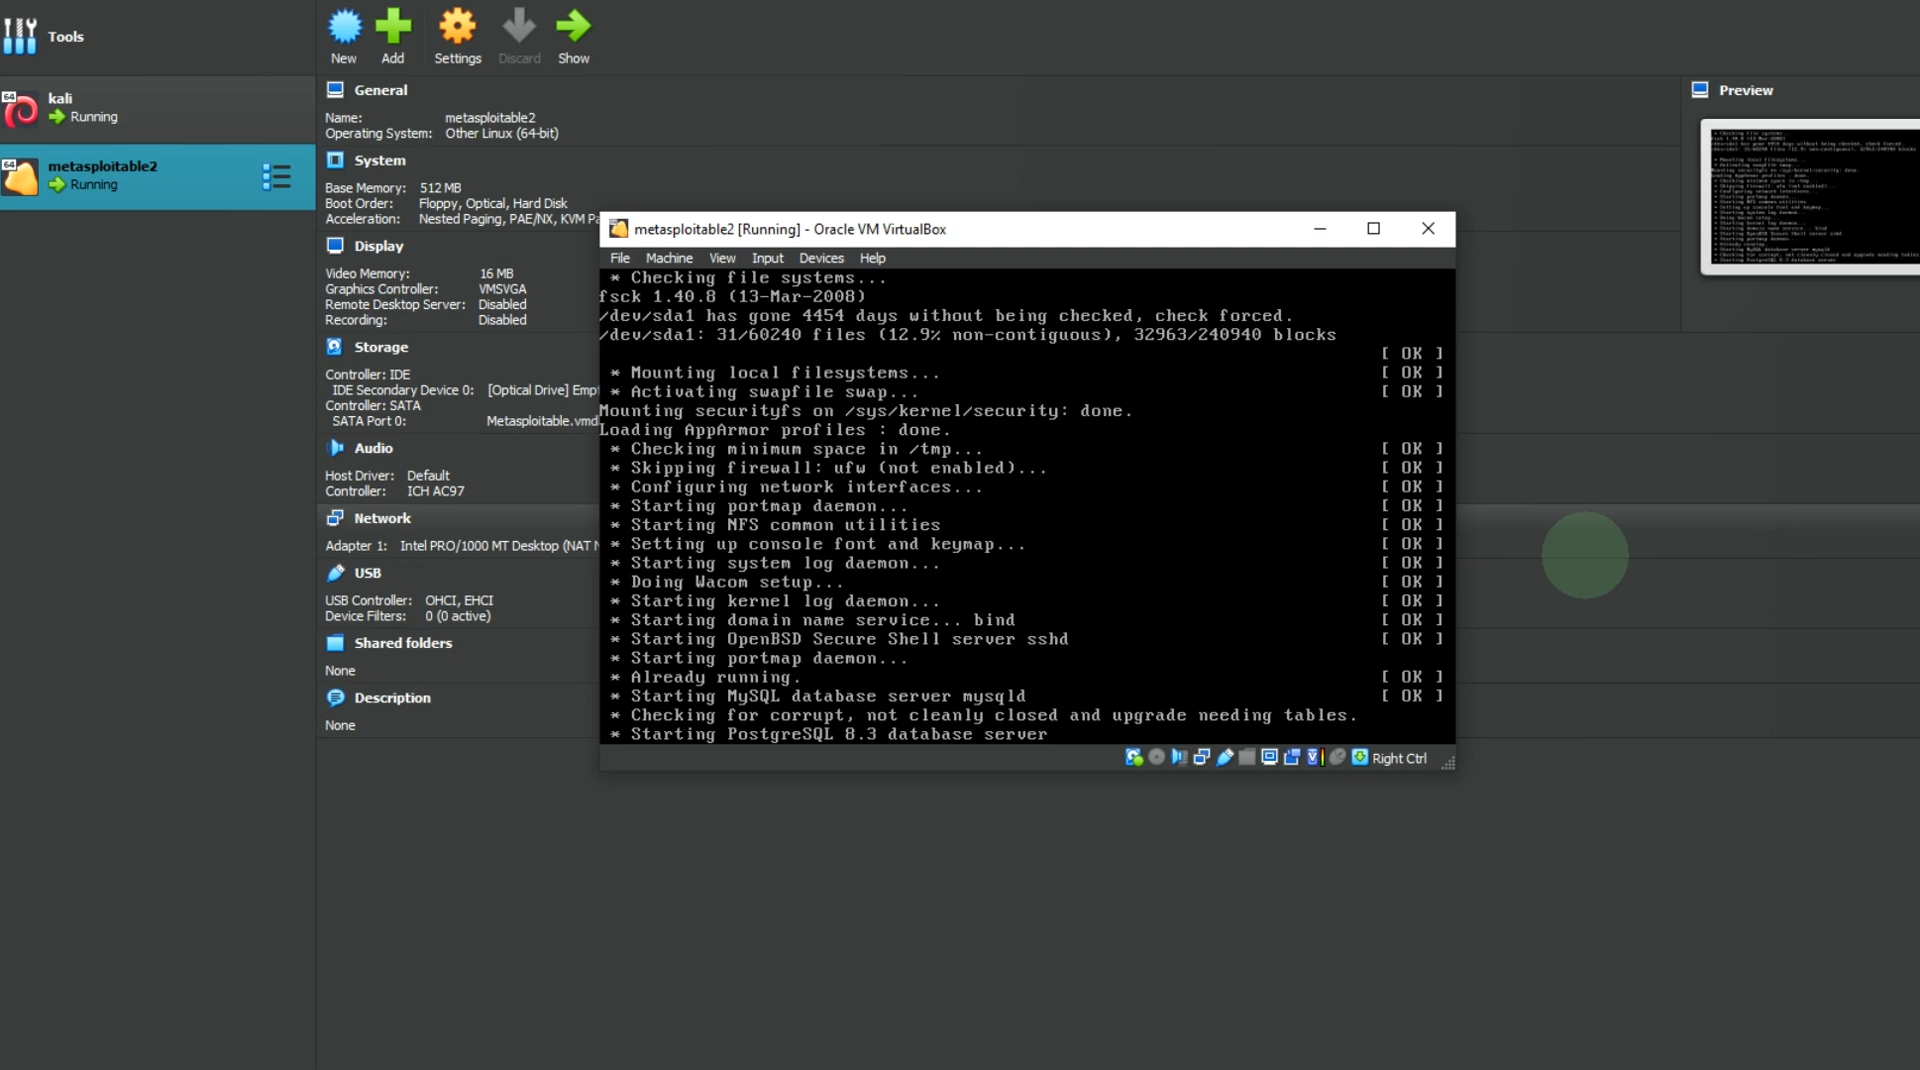 Tools
New
Add
Settings
Discard
Show
64
kali
Running
64
metasploitable2
Running
General
Name: metasploitable2
Operating System: Other Linux (64-bit)
System
Base Memory: 512 MB
Boot Order: Floppy, Optical, Hard Disk
Acceleration: Nested Paging, PAE/NX, KVM Pa
Display
Video Memory: 16 MB
Graphics Controller: VMSVGA
Remote Desktop Server: Disabled
Recording: Disabled
Storage
Controller: IDE
IDE Secondary Device 0: [Optical Drive] Empt
Controller: SATA
SATA Port 0: Metasploitable.vmd
Audio
Host Driver: Default
Controller: ICH AC97
Network
Adapter 1: Intel PRO/1000 MT Desktop (NAT N
USB
USB Controller: OHCI, EHCI
Device Filters: 0 (0 active)
Shared folders
None
Description
None
Preview
metasploitable2 [Running] - Oracle VM VirtualBox
File Machine View Input Devices Help
* Checking file systems...
fsck 1.40.8 (13-Mar-2008)
/dev/sda1 has gone 4454 days without being checked, check forced.
/dev/sda1: 31/60240 files (12.9% non-contiguous), 32963/240940 blocks
[ OK ]
* Mounting local filesystems... [ OK ]
* Activating swapfile swap... [ OK ]
Mounting securityfs on /sys/kernel/security: done.
Loading AppArmor profiles : done.
* Checking minimum space in /tmp... [ OK ]
* Skipping firewall: ufw (not enabled)... [ OK ]
* Configuring network interfaces... [ OK ]
* Starting portmap daemon... [ OK ]
* Starting NFS common utilities [ OK ]
* Setting up console font and keymap... [ OK ]
* Starting system log daemon... [ OK ]
* Doing Wacom setup... [ OK ]
* Starting kernel log daemon... [ OK ]
* Starting domain name service... bind [ OK ]
* Starting OpenBSD Secure Shell server sshd [ OK ]
* Starting portmap daemon...
* Already running. [ OK ]
* Starting MySQL database server mysqld [ OK ]
* Checking for corrupt, not cleanly closed and upgrade needing tables.
* Starting PostgreSQL 8.3 database server
Right Ctrl